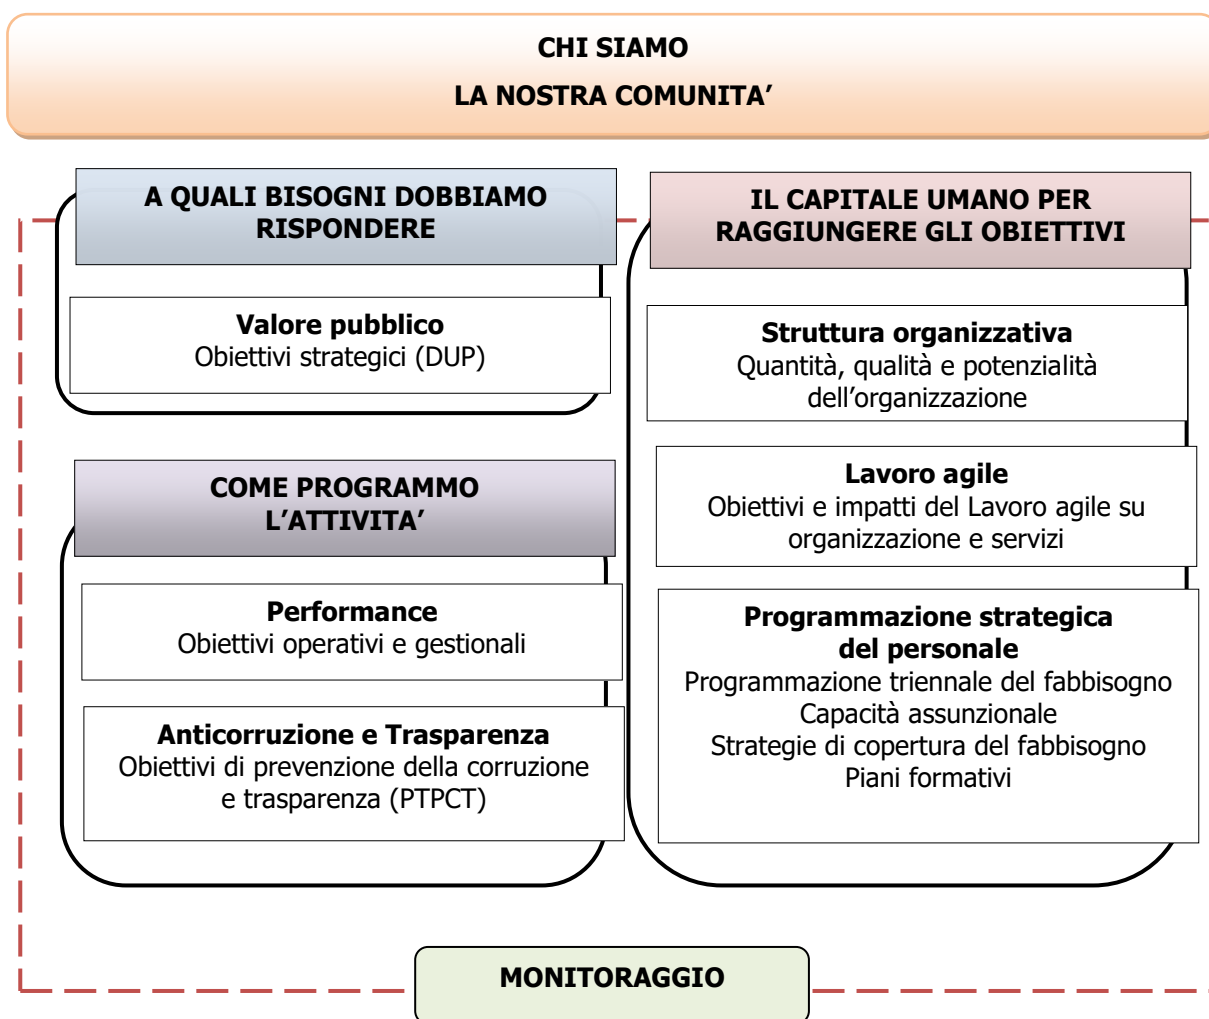 CHI SIAMO
LA NOSTRA COMUNITA’
A QUALI BISOGNI DOBBIAMO
RISPONDERE
Valore pubblico
Obiettivi strategici (DUP)
COME PROGRAMMO
L’ATTIVITA’
Performance
Obiettivi operativi e gestionali
Anticorruzione e Trasparenza
Obiettivi di prevenzione della corruzione
e trasparenza (PTPCT)
IL CAPITALE UMANO PER
RAGGIUNGERE GLI OBIETTIVI
Struttura organizzativa
Quantità, qualità e potenzialità
dell’organizzazione
Lavoro agile
Obiettivi e impatti del Lavoro agile su
organizzazione e servizi
Programmazione strategica
del personale
Programmazione triennale del fabbisogno
Capacità assunzionale
Strategie di copertura del fabbisogno
Piani formativi
MONITORAGGIO